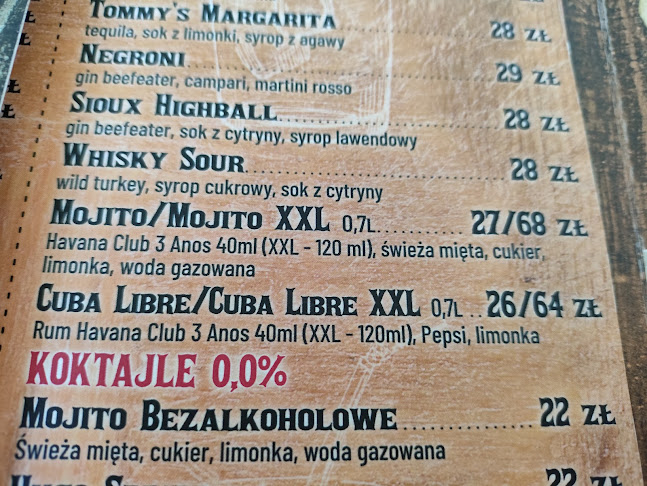 Tommy's Margarita 28 ZŁ
tequila, sok z limonki, syrop z agawy
Negroni 29 ZŁ
gin beefeater, campari, martini rosso
Sioux Highball 28 ZŁ
gin beefeater, sok z cytryny, syrop lawendowy
Whisky Sour 28 ZŁ
wild turkey, syrop cukrowy, sok z cytryny
Mojito/Mojito XXL 0,7L 27/68 ZŁ
Havana Club 3 Anos 40ml (XXL - 120 ml), świeża mięta, cukier,
limonka, woda gazowana
Cuba Libre/Cuba Libre XXL 0,7L 26/64 ZŁ
Rum Havana Club 3 Anos 40ml (XXL - 120ml), Pepsi, limonka
KOKTAJLE 0,0%
Mojito Bezalkoholowe 22 ZŁ
Świeża mięta, cukier, limonka, woda gazowana
22 ZŁ